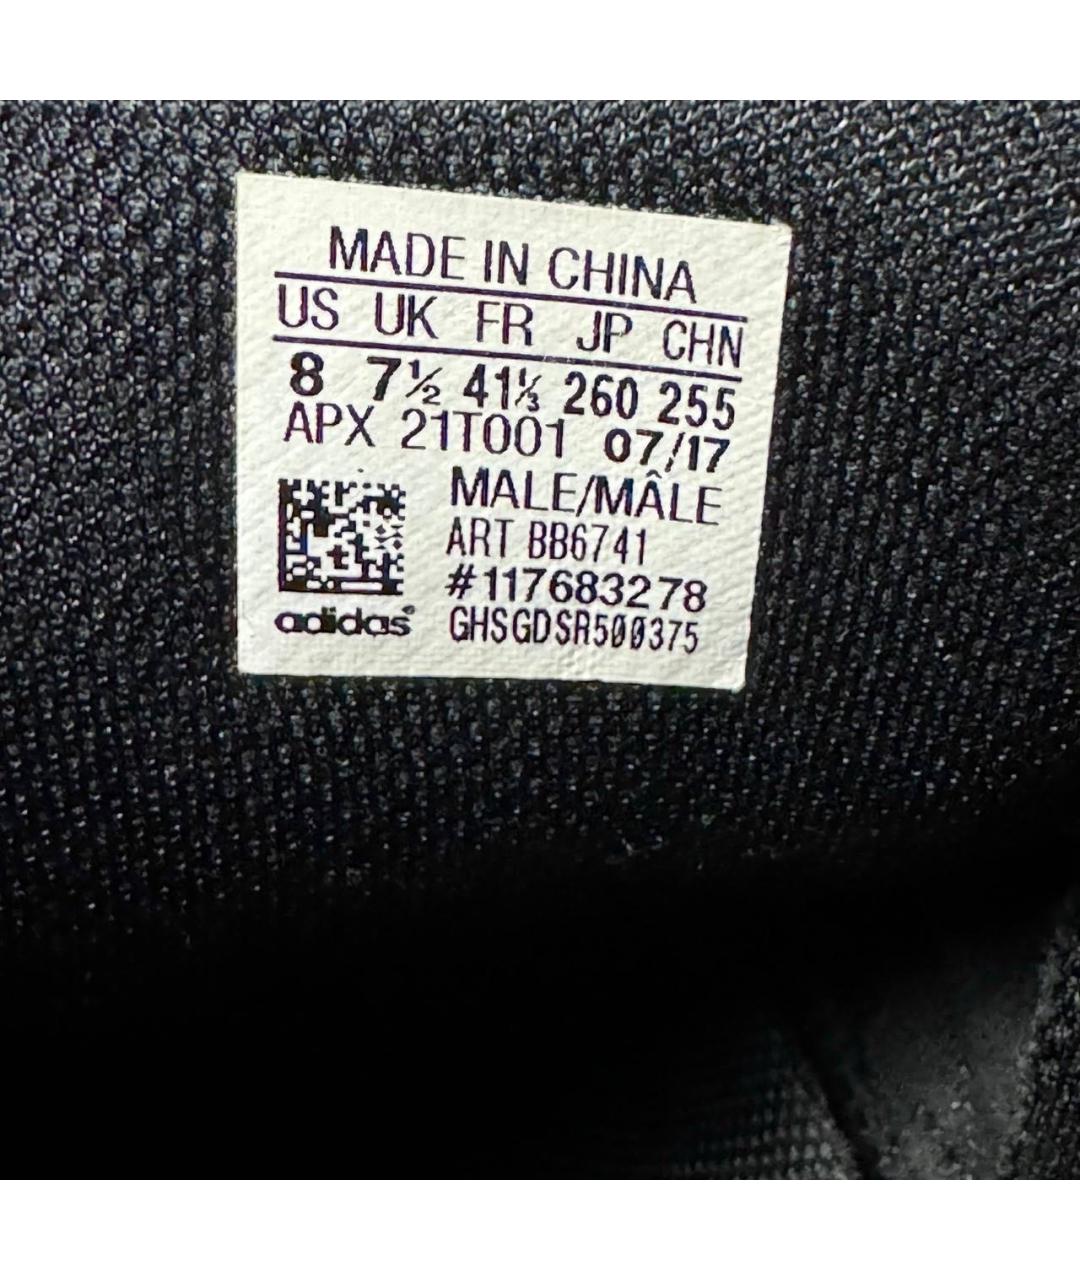 MADE IN CHINA
US UK FR JP CHN
8 7½ 41⅓ 260 255
APX 21T001 07/17
MALE/MÂLE
ART BB6741
#117683278
adidas® GHSGDSR500375